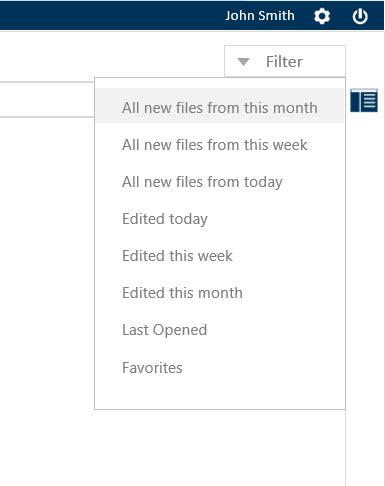 John Smith
Filter
All new files from this month
All new files from this week
All new files from today
Edited today
Edited this week
Edited this month
Last Opened
Favorites